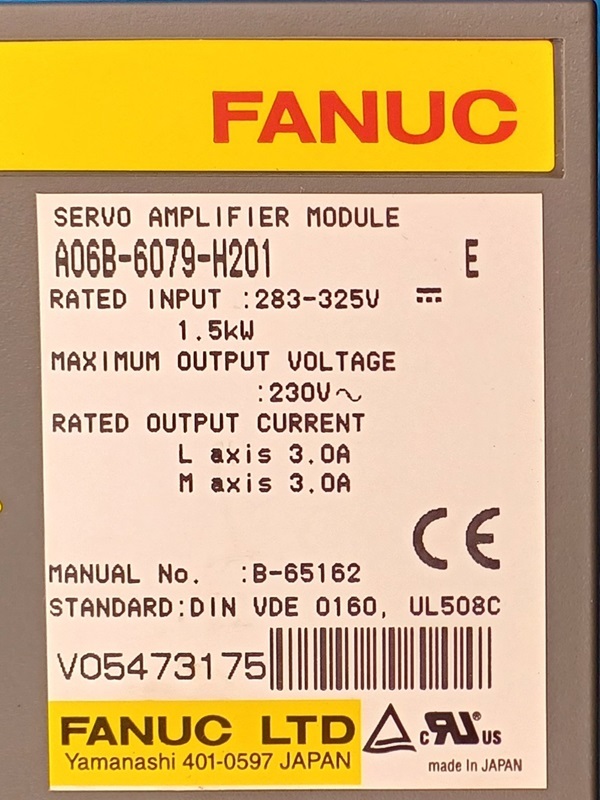 FANUC
SERVO AMPLIFIER MODULE
A06B-6079-H201 E
RATED INPUT :283-325V ⎓
1.5kW
MAXIMUM OUTPUT VOLTAGE
:230V～
RATED OUTPUT CURRENT
L axis 3.0A
M axis 3.0A
CE
MANUAL No. :B-65162
STANDARD:DIN VDE 0160, UL508C
V05473175
FANUC LTD
Yamanashi 401-0597 JAPAN
c RU ® US
made in JAPAN